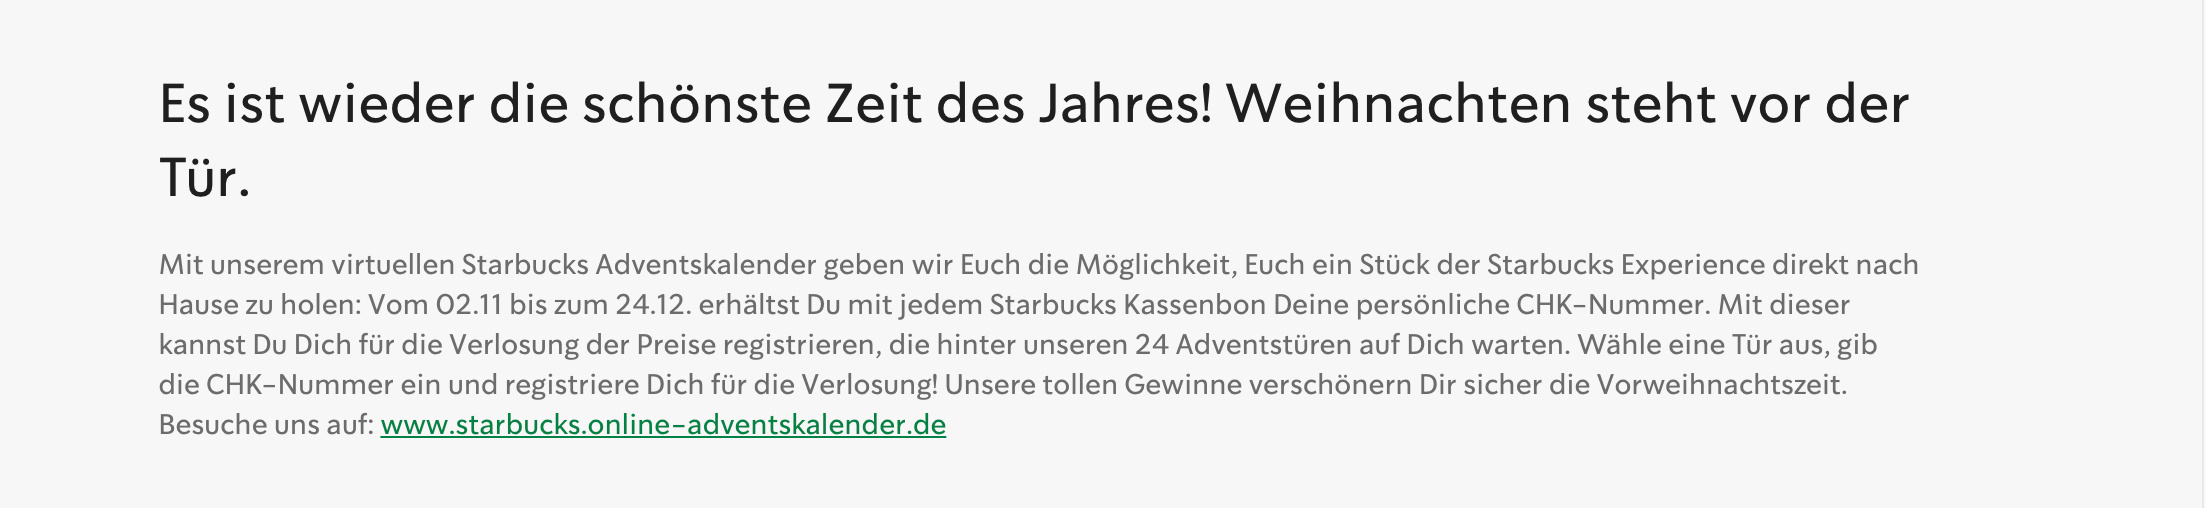 Es ist wieder die schönste Zeit des Jahres! Weihnachten steht vor der
Tür.
Mit unserem virtuellen Starbucks Adventskalender geben wir Euch die Möglichkeit, Euch ein Stück der Starbucks Experience direkt nach
Hause zu holen: Vom 02.11 bis zum 24.12. erhältst Du mit jedem Starbucks Kassenbon Deine persönliche CHK-Nummer. Mit dieser
kannst Du Dich für die Verlosung der Preise registrieren, die hinter unseren 24 Adventstüren auf Dich warten. Wähle eine Tür aus, gib
die CHK-Nummer ein und registriere Dich für die Verlosung! Unsere tollen Gewinne verschönern Dir sicher die Vorweihnachtszeit.
Besuche uns auf: www.starbucks.online-adventskalender.de